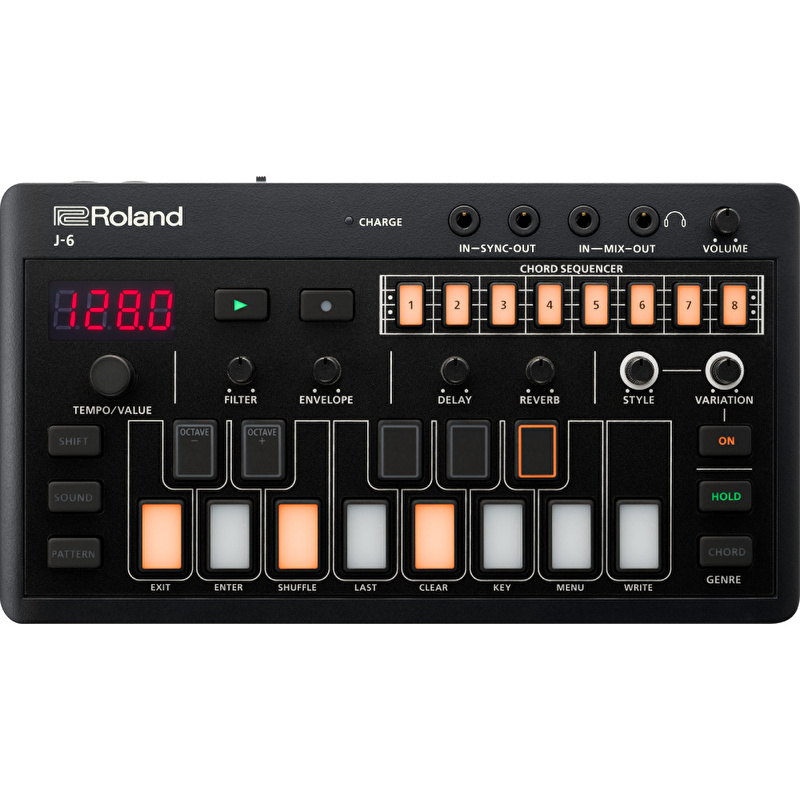 Roland
J-6
CHARGE
IN–SYNC-OUT
IN—MIX—OUT
VOLUME
CHORD SEQUENCER
128.0
1 2 3 4 5 6 7 8
TEMPO/VALUE
FILTER
ENVELOPE
DELAY
REVERB
STYLE
VARIATION
SHIFT
OCTAVE
−
OCTAVE
+
ON
SOUND
HOLD
PATTERN
CHORD
GENRE
EXIT
ENTER
SHUFFLE
LAST
CLEAR
KEY
MENU
WRITE